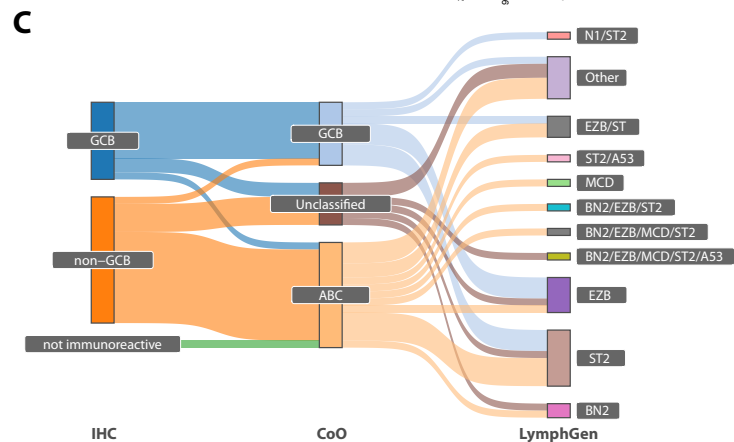 C
GCB
non−GCB
not immunoreactive
GCB
Unclassified
ABC
N1/ST2
Other
EZB/ST
ST2/A53
MCD
BN2/EZB/ST2
BN2/EZB/MCD/ST2
BN2/EZB/MCD/ST2/A53
EZB
ST2
BN2
IHC
CoO
LymphGen